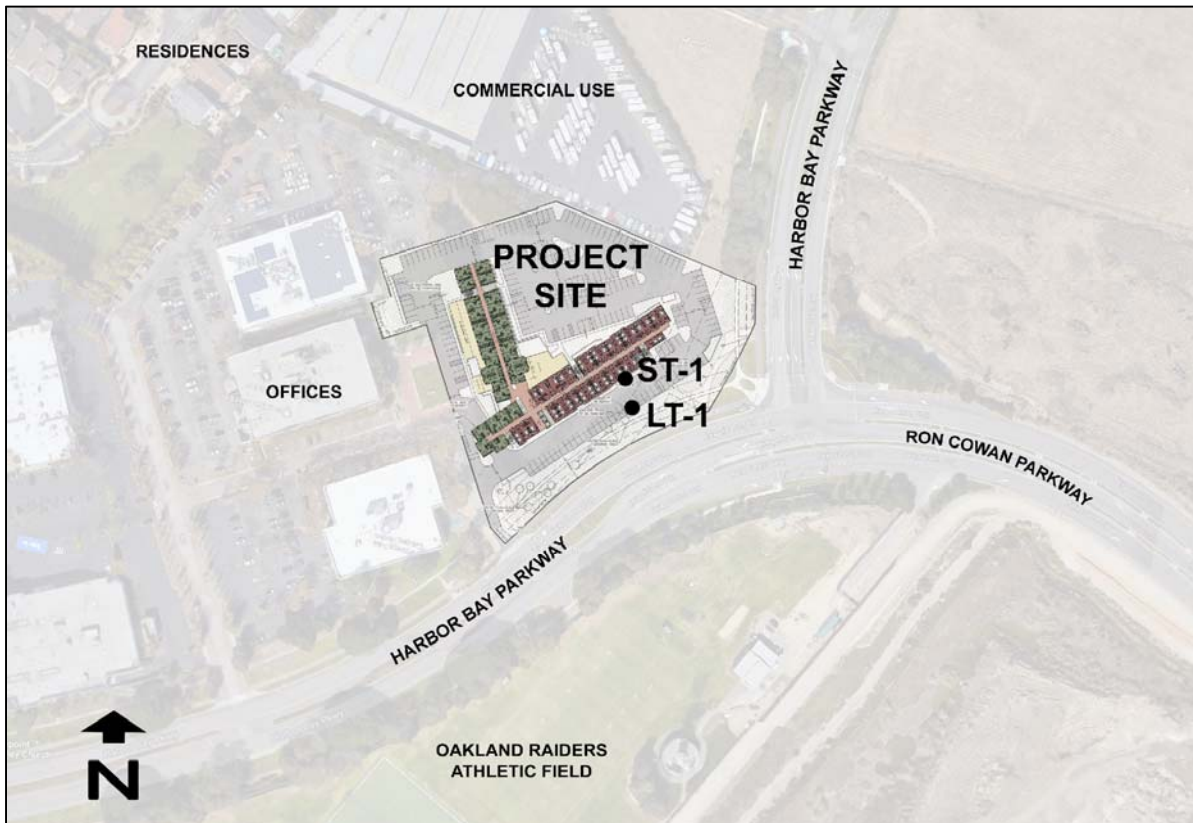 RESIDENCES
COMMERCIAL USE
HARBOR BAY PARKWAY
PROJECT
SITE
OFFICES
ST-1
LT-1
RON COWAN PARKWAY
HARBOR BAY PARKWAY
OAKLAND RAIDERS
ATHLETIC FIELD
N